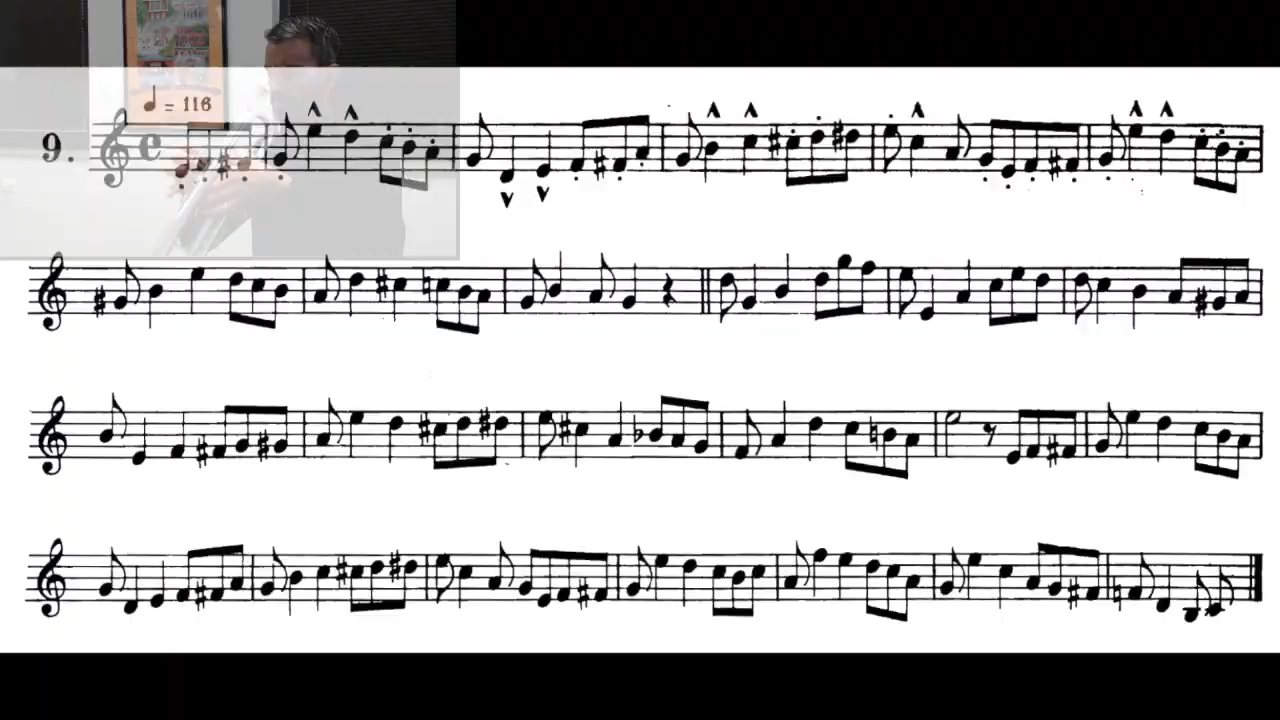 ♩ = 116
9.